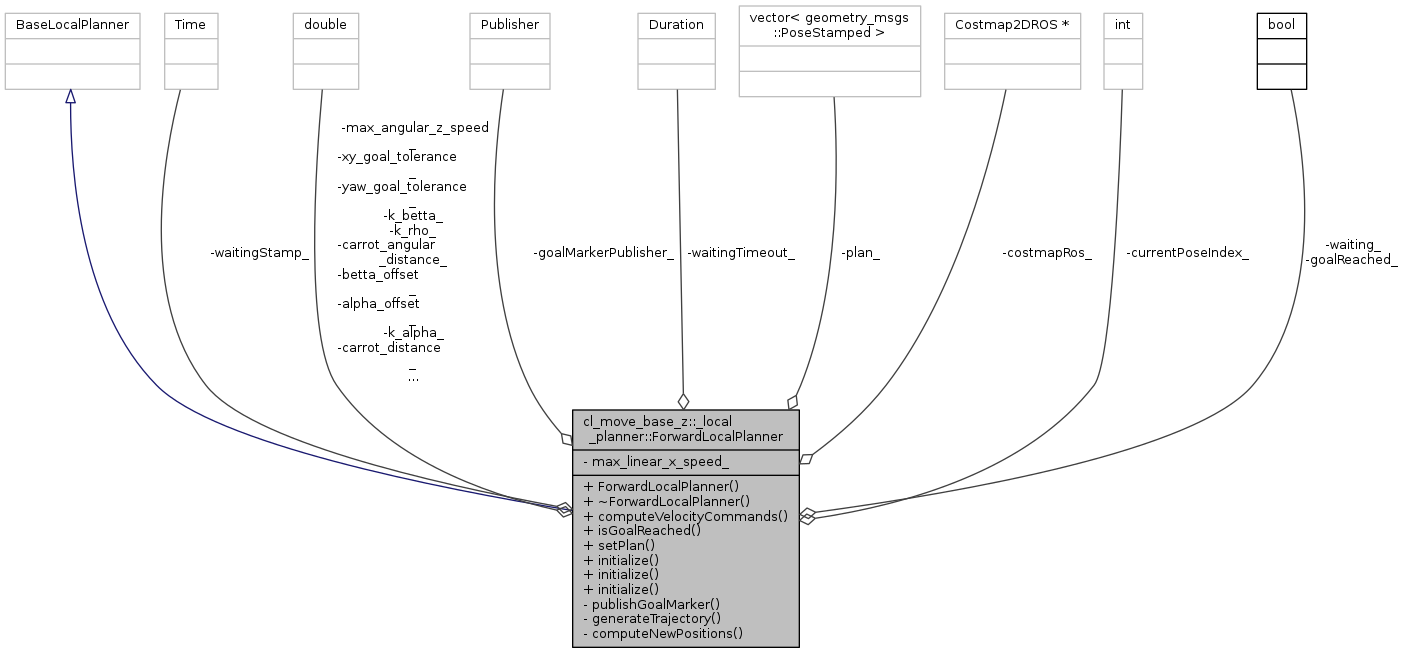 BaseLocalPlanner
Time
double
Publisher
Duration
vector< geometry_msgs
::PoseStamped >
Costmap2DROS *
int
bool
-waitingStamp_
-max_angular_z_speed
_
-xy_goal_tolerance
_
-yaw_goal_tolerance
_
-k_betta_
-k_rho_
-carrot_angular
_distance_
-betta_offset
_
-alpha_offset
_
-k_alpha_
-carrot_distance
_
...
-goalMarkerPublisher_
-waitingTimeout_
-plan_
-costmapRos_
-currentPoseIndex_
-waiting_
-goalReached_
cl_move_base_z::_local
_planner::ForwardLocalPlanner
- max_linear_x_speed_
+ ForwardLocalPlanner()
+ ~ForwardLocalPlanner()
+ computeVelocityCommands()
+ isGoalReached()
+ setPlan()
+ initialize()
+ initialize()
+ initialize()
- publishGoalMarker()
- generateTrajectory()
- computeNewPositions()